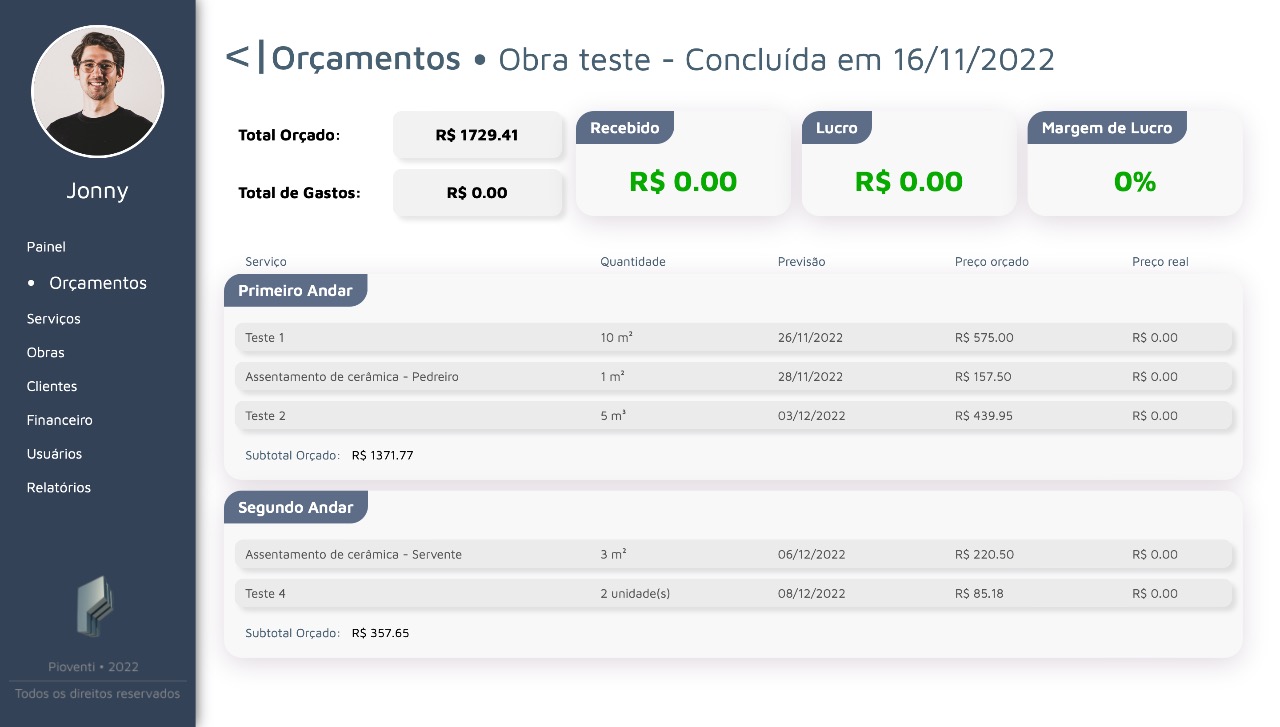 Jonny
Painel
• Orçamentos
Serviços
Obras
Clientes
Financeiro
Usuários
Relatórios
Pioventi • 2022
Todos os direitos reservados
<|Orçamentos • Obra teste - Concluída em 16/11/2022
Total Orçado: R$ 1729.41
Total de Gastos: R$ 0.00
Recebido
R$ 0.00
Lucro
R$ 0.00
Margem de Lucro
0%
Serviço Quantidade Previsão Preço orçado Preço real
Primeiro Andar
Teste 1 10 m² 26/11/2022 R$ 575.00 R$ 0.00
Assentamento de cerâmica - Pedreiro 1 m² 28/11/2022 R$ 157.50 R$ 0.00
Teste 2 5 m³ 03/12/2022 R$ 439.95 R$ 0.00
Subtotal Orçado: R$ 1371.77
Segundo Andar
Assentamento de cerâmica - Servente 3 m² 06/12/2022 R$ 220.50 R$ 0.00
Teste 4 2 unidade(s) 08/12/2022 R$ 85.18 R$ 0.00
Subtotal Orçado: R$ 357.65